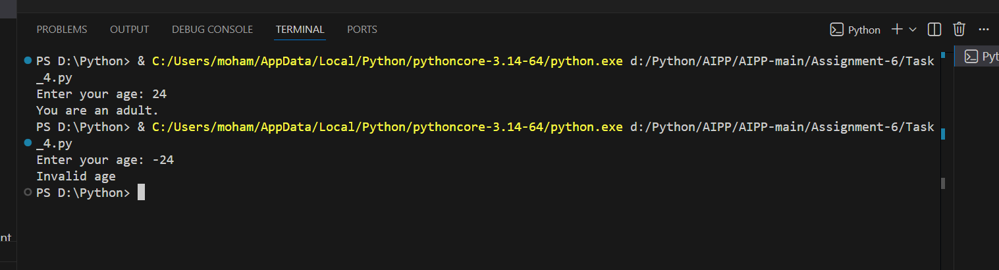 PROBLEMS OUTPUT DEBUG CONSOLE TERMINAL PORTS Python
PS D:\Python> & C:/Users/moham/AppData/Local/Python/pythoncore-3.14-64/python.exe d:/Python/AIPP/AIPP-main/Assignment-6/Task
_4.py
Enter your age: 24
You are an adult.
PS D:\Python> & C:/Users/moham/AppData/Local/Python/pythoncore-3.14-64/python.exe d:/Python/AIPP/AIPP-main/Assignment-6/Task
_4.py
Enter your age: -24
Invalid age
PS D:\Python>
Pyt
nt